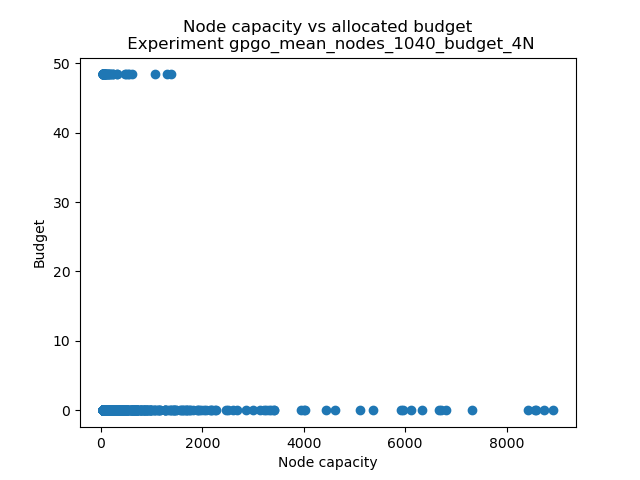 Node capacity vs allocated budget
Experiment gpgo_mean_nodes_1040_budget_4N
50
40
30
20
10
0
Budget
0 2000 4000 6000 8000
Node capacity